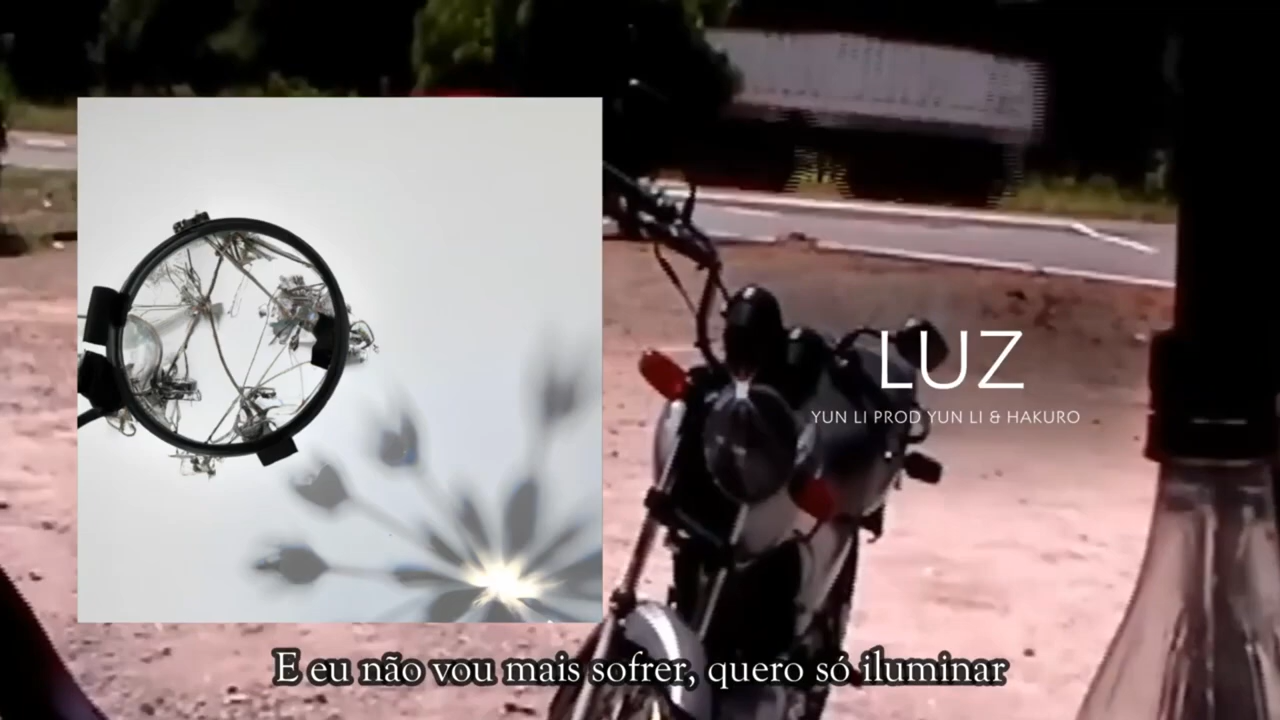 LUZ
YUN LI PROD YUN LI & HAKURO
E eu não vou mais sofrer, quero só iluminar